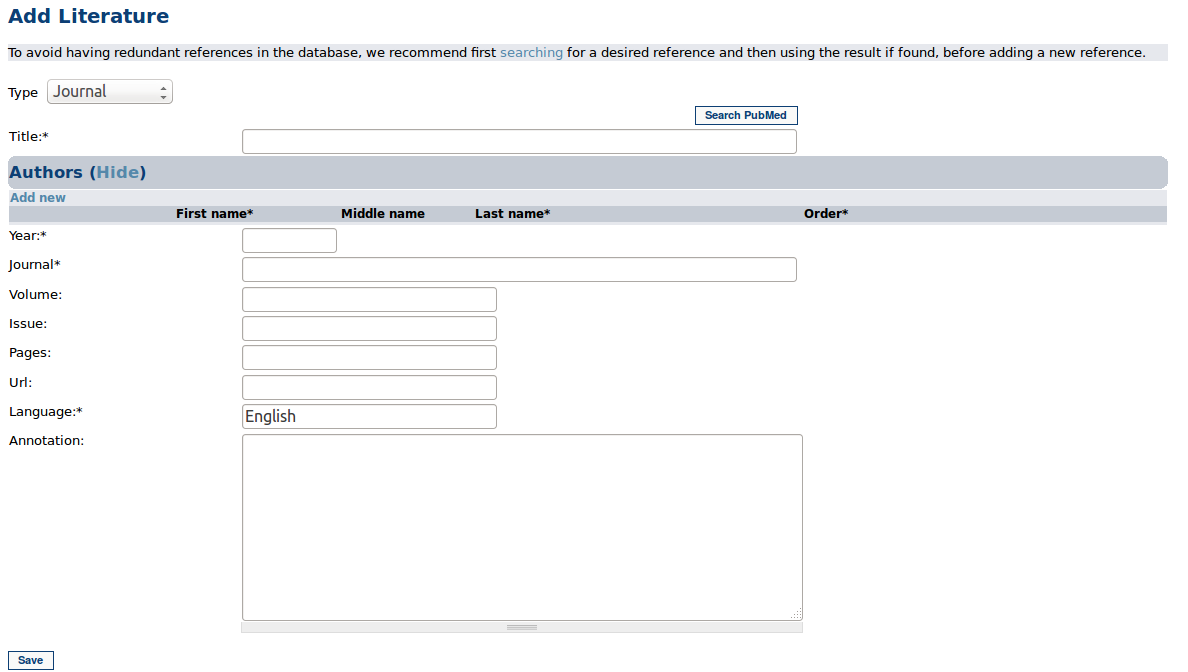 Add Literature
To avoid having redundant references in the database, we recommend first searching for a desired reference and then using the result if found, before adding a new reference.
Type Journal
Search PubMed
Title:*
Authors (Hide)
Add new
First name* Middle name Last name* Order*
Year:*
Journal*
Volume:
Issue:
Pages:
Url:
Language:* English
Annotation:
Save